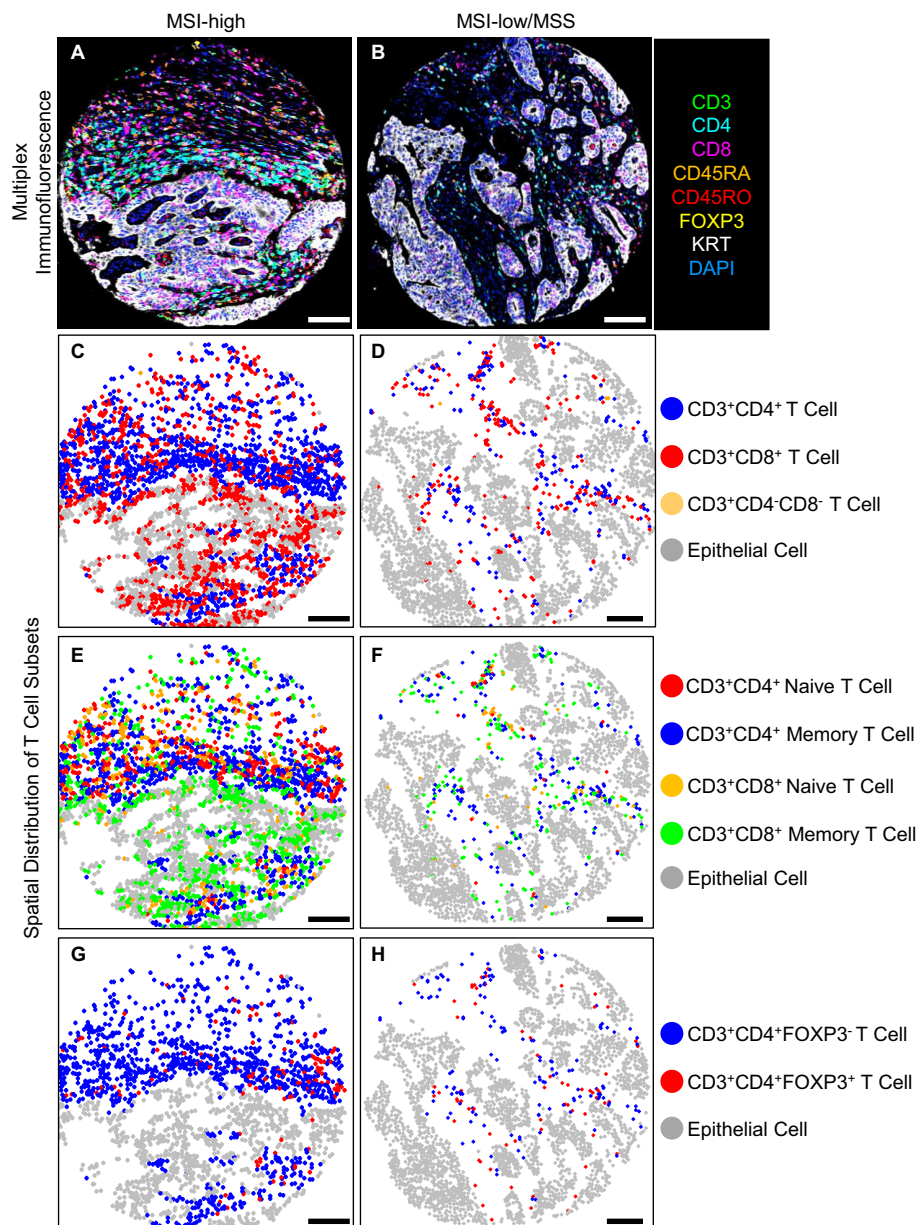 MSI-high
MSI-low/MSS
Multiplex
Immunofluorescence
A
B
CD3
CD4
CD8
CD45RA
CD45RO
FOXP3
KRT
DAPI
Spatial Distribution of T Cell Subsets
C
D
CD3⁺CD4⁺ T Cell
CD3⁺CD8⁺ T Cell
CD3⁺CD4⁻CD8⁻ T Cell
Epithelial Cell
E
F
CD3⁺CD4⁺ Naive T Cell
CD3⁺CD4⁺ Memory T Cell
CD3⁺CD8⁺ Naive T Cell
CD3⁺CD8⁺ Memory T Cell
Epithelial Cell
G
H
CD3⁺CD4⁺FOXP3⁻ T Cell
CD3⁺CD4⁺FOXP3⁺ T Cell
Epithelial Cell